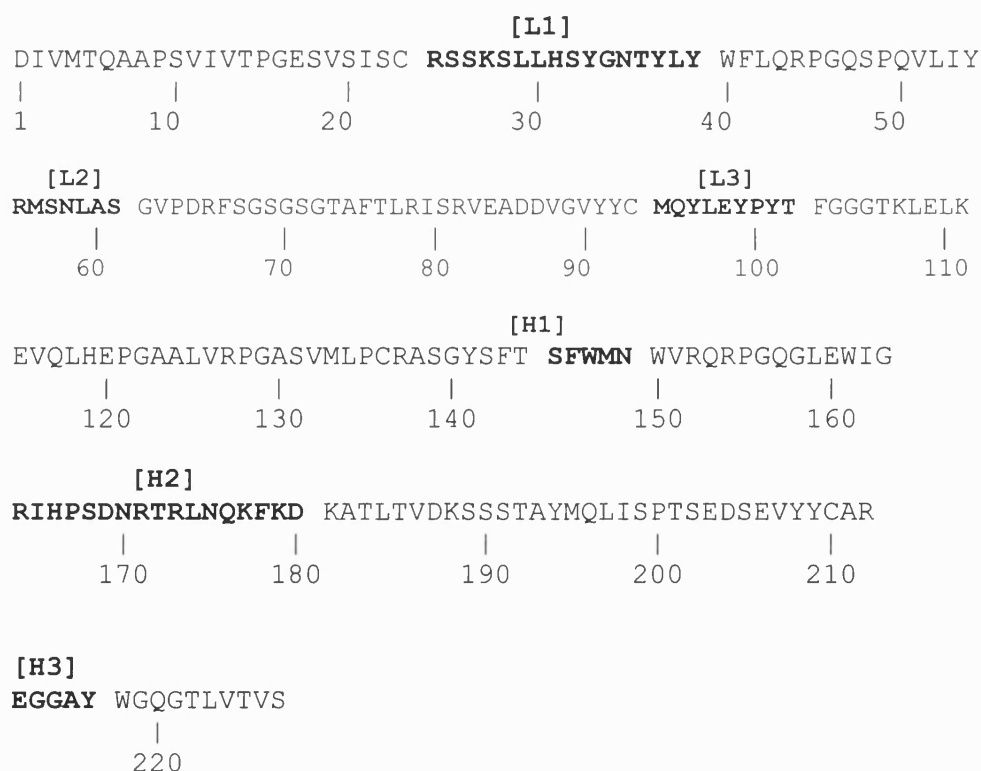 [L1]
DIVMTQAAPSVIVTPGESVSISC RSSKSLLHSYGNTYLY WFLQRPGQSPQVLIY
| | | | | |
1 10 20 30 40 50
[L2] [L3]
RMSNLAS GVPDRFSGSGSGTAFTLRISRVEADDVGVYYC MQYLEYPYT FGGGTKLELK
| | | | | |
60 70 80 90 100 110
[H1]
EVQLHEPGAALVRPGASVMLPCRASGYSFT SFWMN WVRQRPGQGLEWIG
| | | | |
120 130 140 150 160
[H2]
RIHPSDNRTRLNQKFKD KATLTVDKSSSTAYMQLISPTSEDSEVYYCAR
| | | | |
170 180 190 200 210
[H3]
EGGAY WGQGTLVTVS
|
220